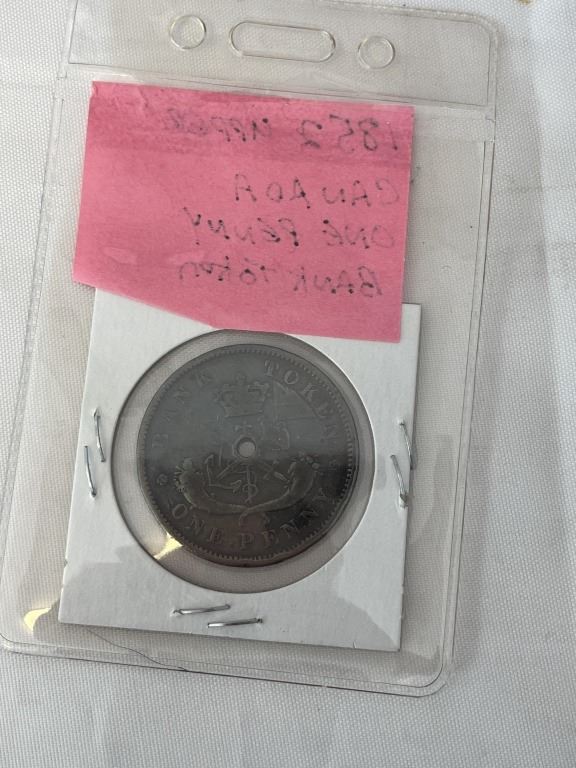 1852 UPPER
CANADA
ONE PENNY
BANK TOKEN
BANK TOKEN
ONE PENNY